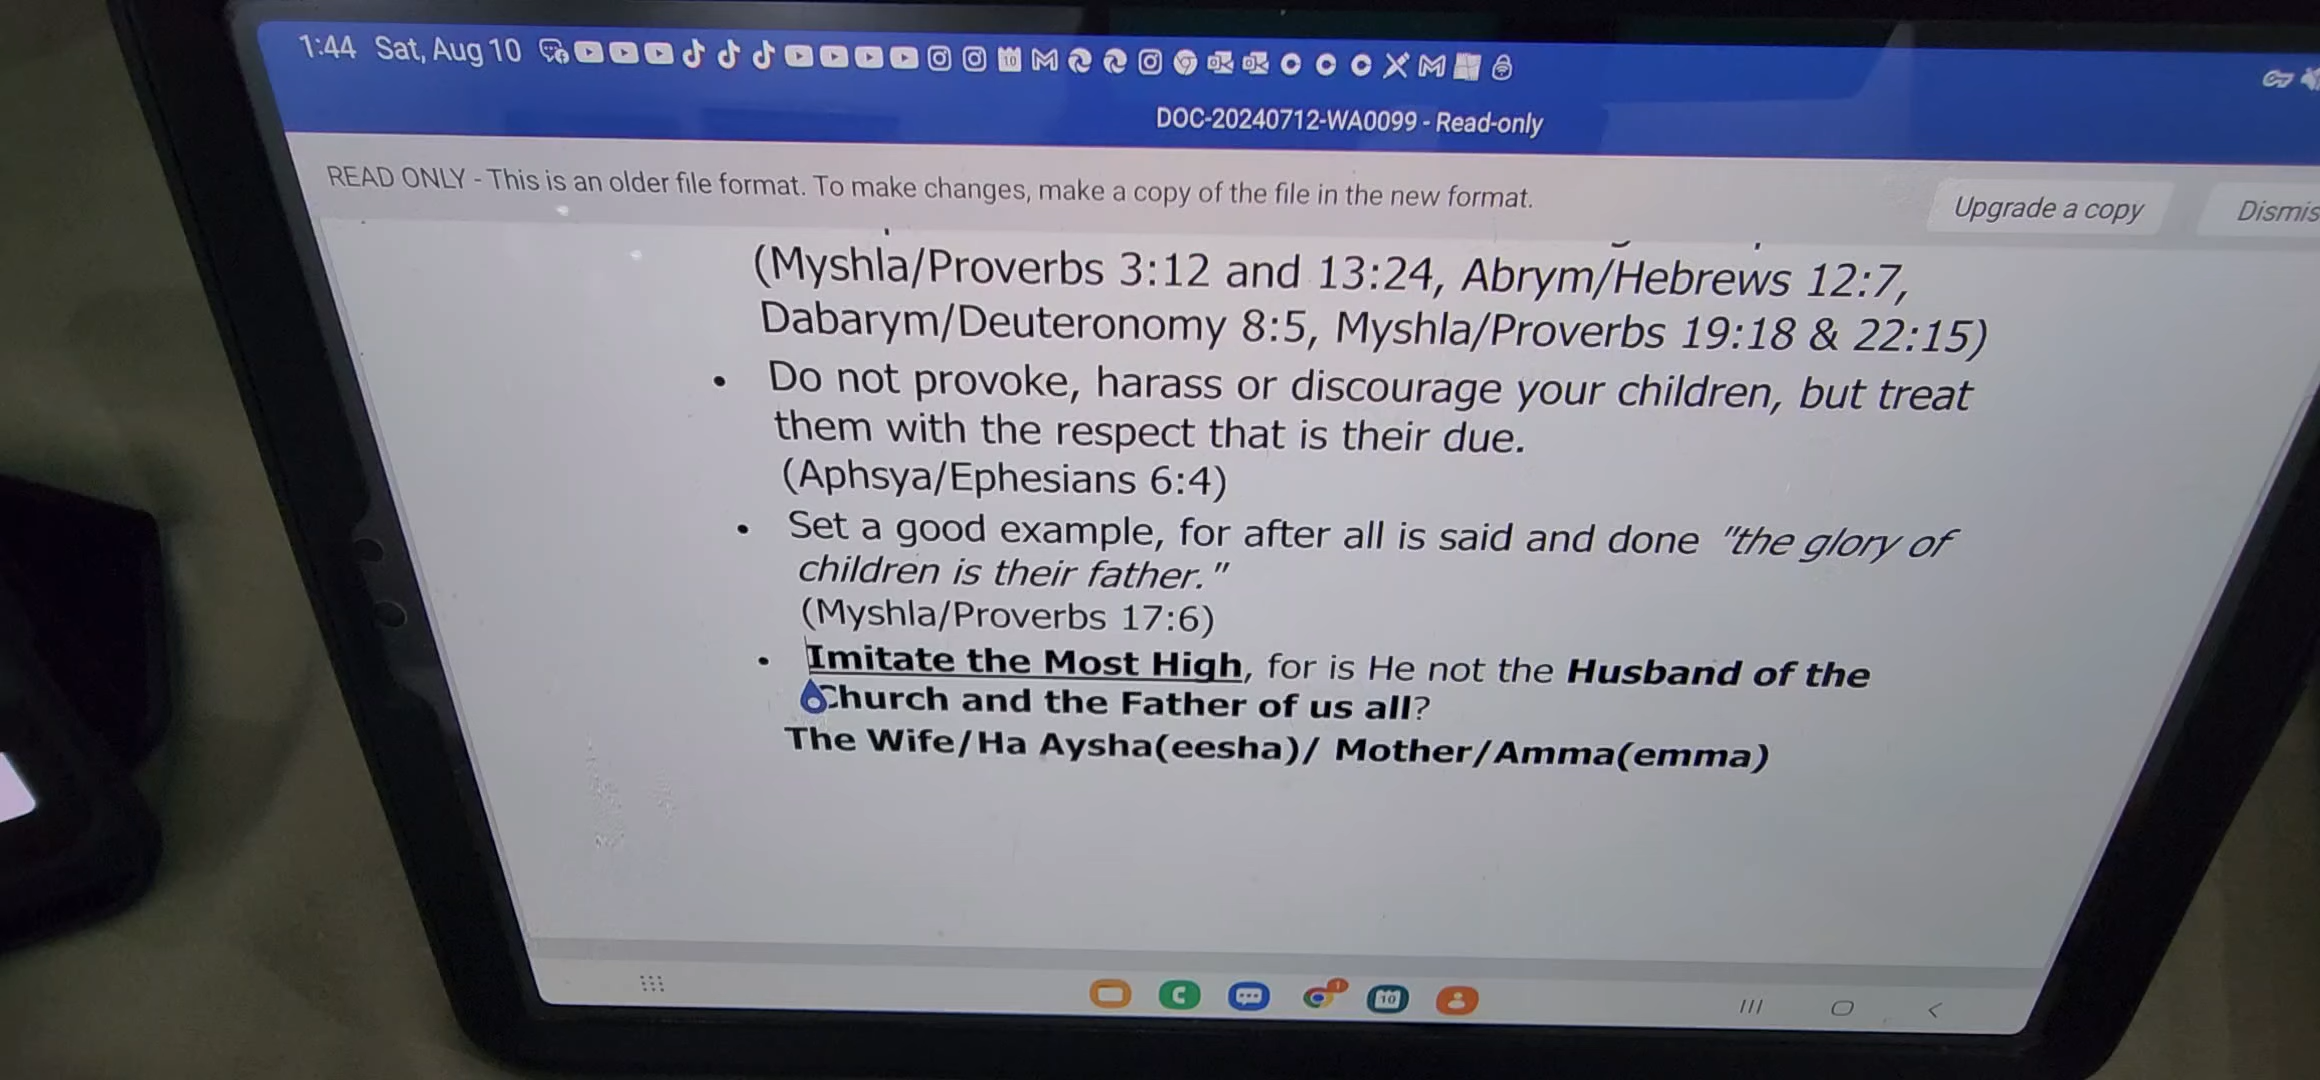 1:44 Sat, Aug 10
DOC-20240712-WA0099 - Read-only
READ ONLY - This is an older file format. To make changes, make a copy of the file in the new format.
Upgrade a copy
Dismis
(Myshla/Proverbs 3:12 and 13:24, Abrym/Hebrews 12:7,
Dabarym/Deuteronomy 8:5, Myshla/Proverbs 19:18 & 22:15)
• Do not provoke, harass or discourage your children, but treat
them with the respect that is their due.
(Aphsya/Ephesians 6:4)
• Set a good example, for after all is said and done "the glory of
children is their father."
(Myshla/Proverbs 17:6)
• Imitate the Most High, for is He not the Husband of the
Church and the Father of us all?
The Wife/Ha Aysha(eesha)/ Mother/Amma(emma)
10